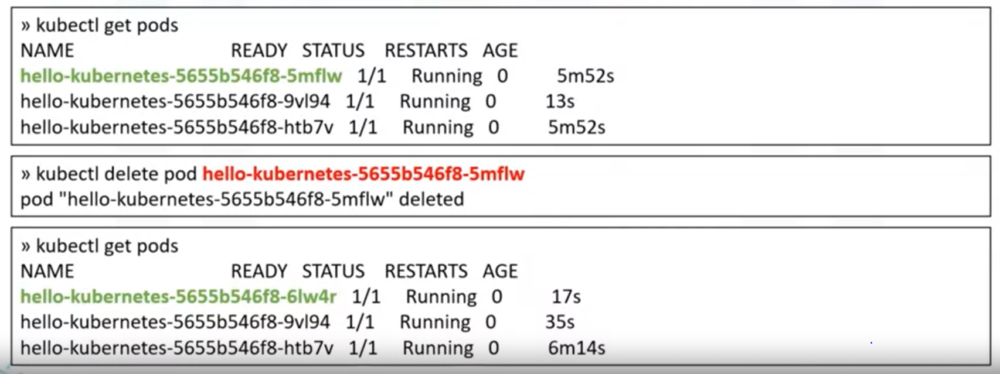 » kubectl get pods
NAME READY STATUS RESTARTS AGE
hello-kubernetes-5655b546f8-5mflw 1/1 Running 0 5m52s
hello-kubernetes-5655b546f8-9vl94 1/1 Running 0 13s
hello-kubernetes-5655b546f8-htb7v 1/1 Running 0 5m52s
» kubectl delete pod hello-kubernetes-5655b546f8-5mflw
pod "hello-kubernetes-5655b546f8-5mflw" deleted
» kubectl get pods
NAME READY STATUS RESTARTS AGE
hello-kubernetes-5655b546f8-6lw4r 1/1 Running 0 17s
hello-kubernetes-5655b546f8-9vl94 1/1 Running 0 35s
hello-kubernetes-5655b546f8-htb7v 1/1 Running 0 6m14s